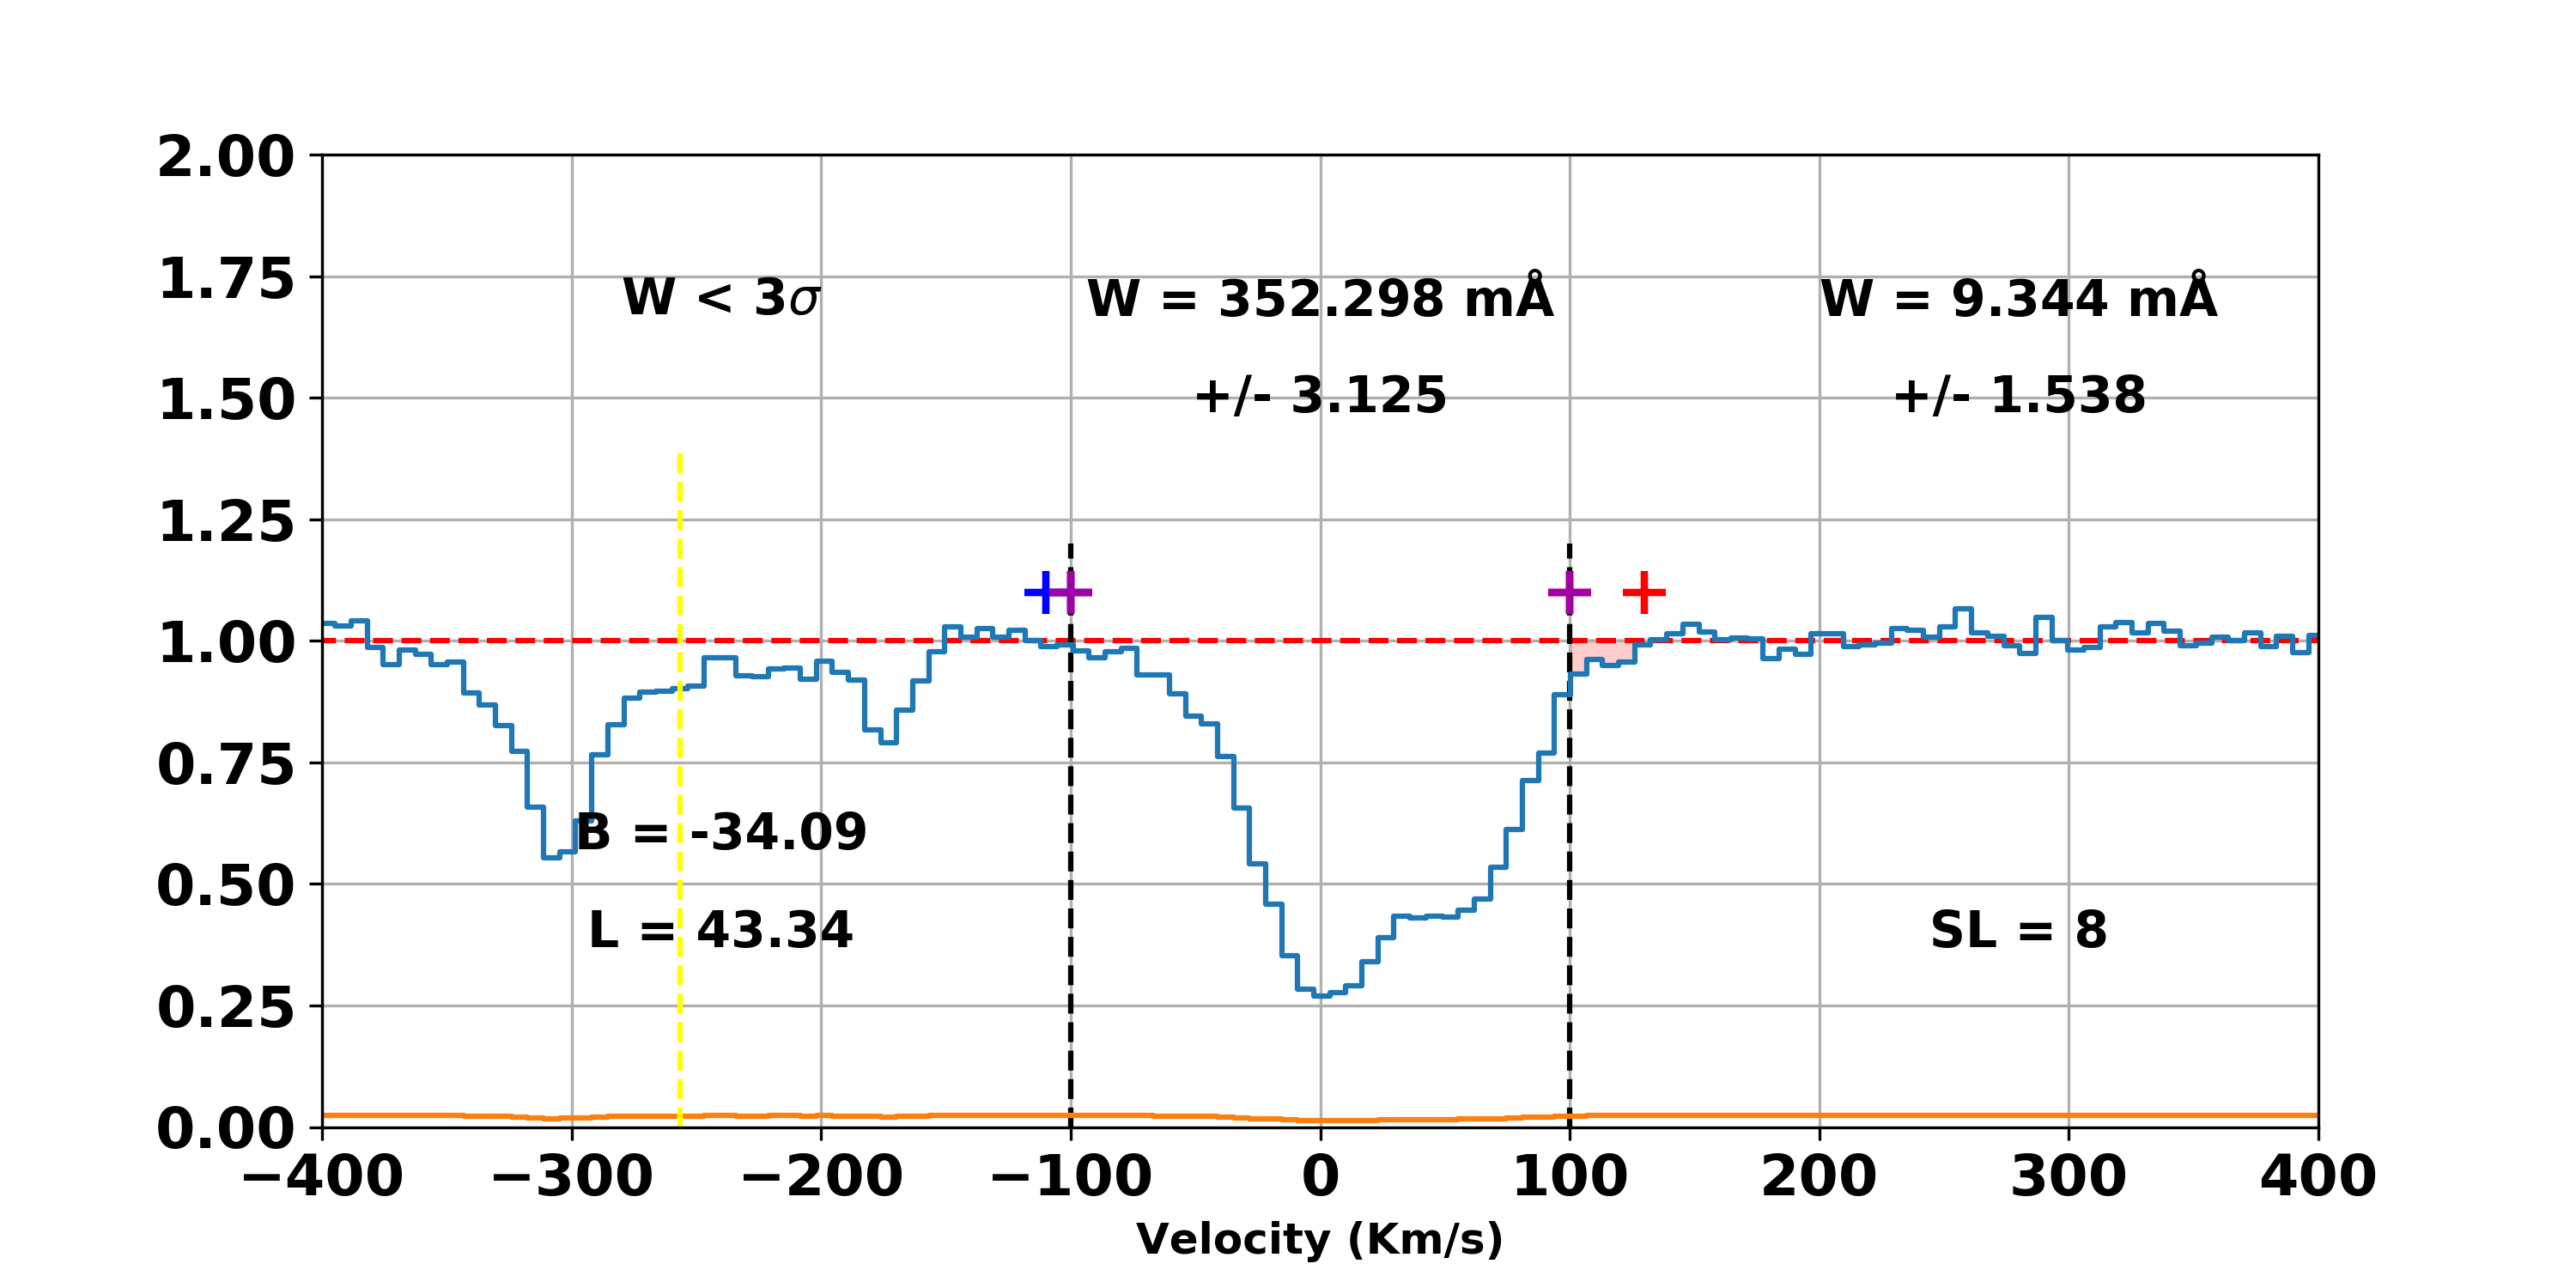 2.00
1.75
1.50
1.25
1.00
0.75
0.50
0.25
0.00
W < 3σ
W = 352.298 mÅ
+/- 3.125
W = 9.344 mÅ
+/- 1.538
B = -34.09
L = 43.34
SL = 8
−400 −300 −200 −100 0 100 200 300 400
Velocity (Km/s)